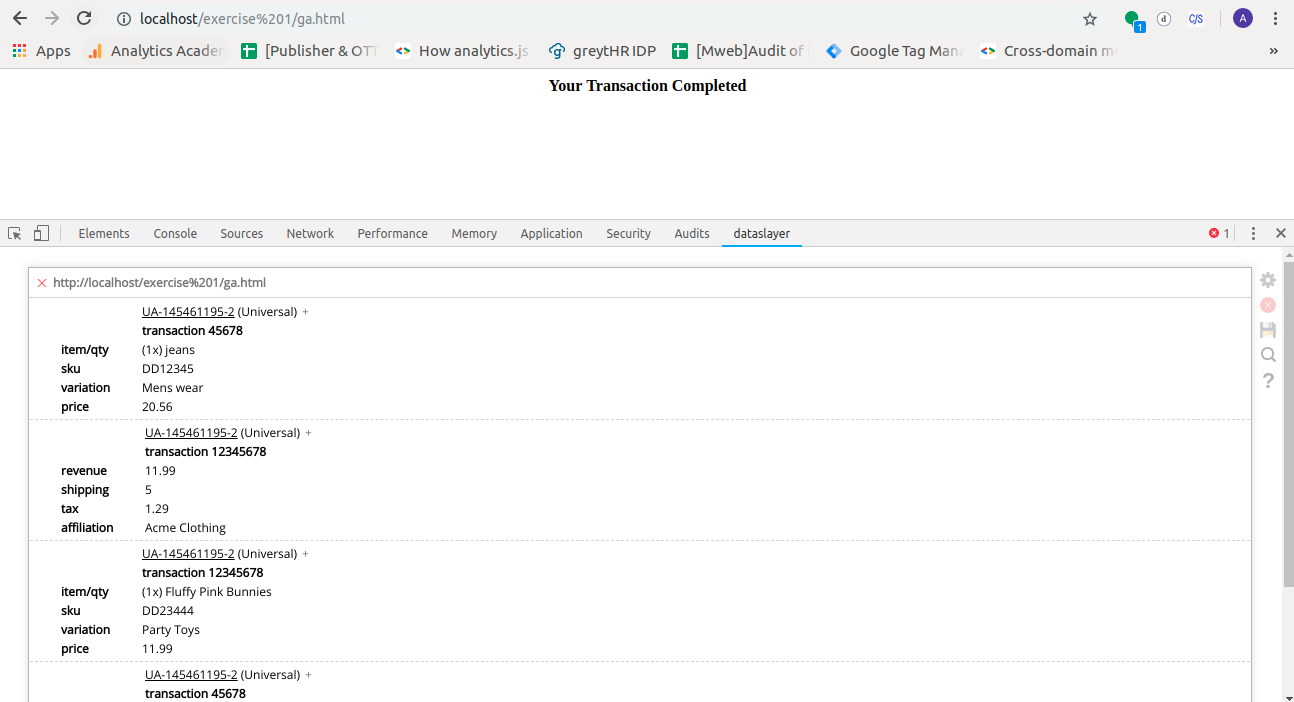 localhost/exercise%201/ga.html
1
d
C/S
A
Apps Analytics Acader [Publisher & OTT How analytics.js greytHR IDP [Mweb]Audit of Google Tag Mana Cross-domain m »
Your Transaction Completed
Elements Console Sources Network Performance Memory Application Security Audits dataslayer 1
http://localhost/exercise%201/ga.html
UA-145461195-2 (Universal) +
transaction 45678
item/qty (1x) jeans
sku DD12345
variation Mens wear
price 20.56
UA-145461195-2 (Universal) +
transaction 12345678
revenue 11.99
shipping 5
tax 1.29
affiliation Acme Clothing
UA-145461195-2 (Universal) +
transaction 12345678
item/qty (1x) Fluffy Pink Bunnies
sku DD23444
variation Party Toys
price 11.99
UA-145461195-2 (Universal) +
transaction 45678
?